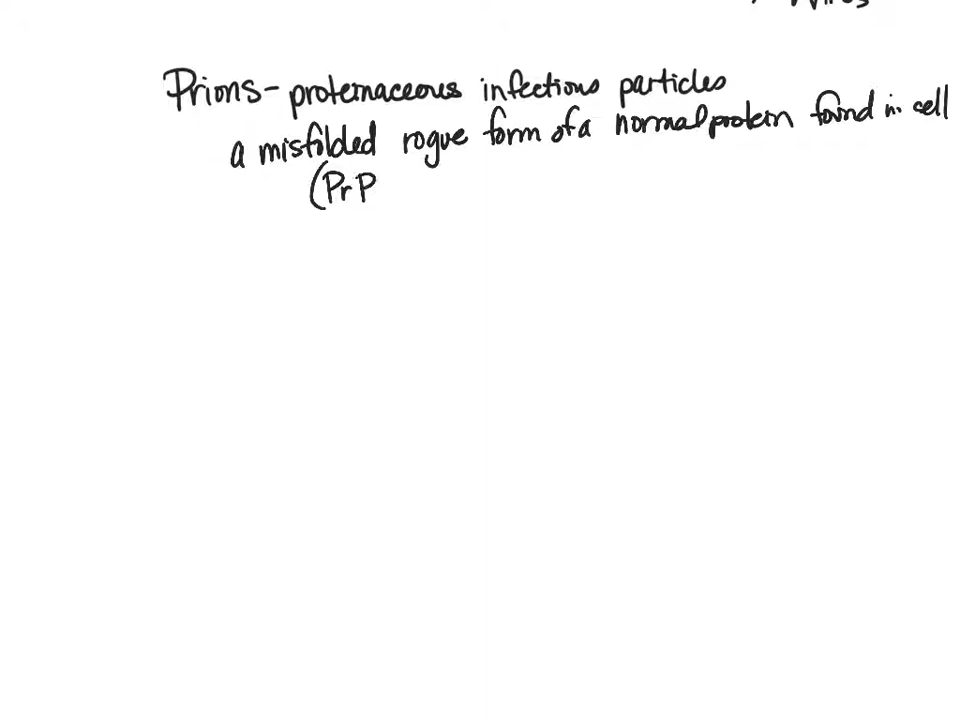 Prions - proteinaceous infectious particles
a misfolded rogue form of a normal protein found in cell
(PrP